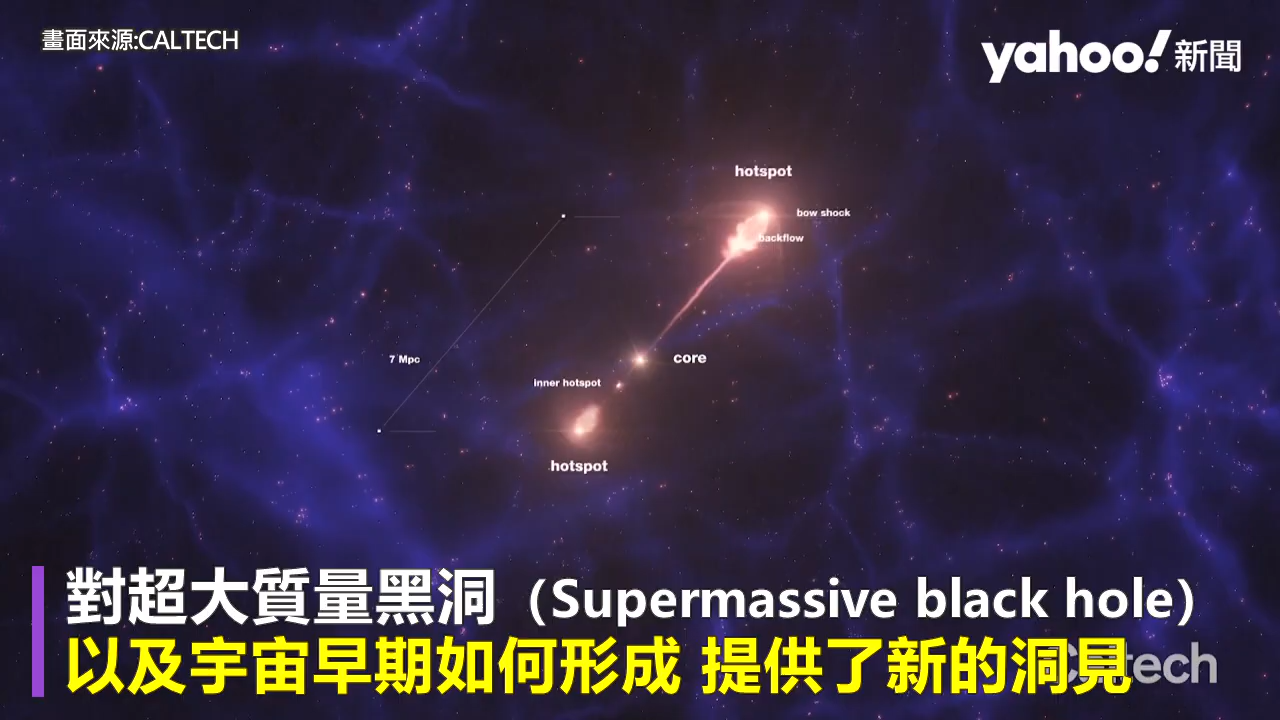 畫面來源:CALTECH
yahoo!新聞
hotspot
bow shock
backflow
7 Mpc
core
inner hotspot
hotspot
對超大質量黑洞（Supermassive black hole）
以及宇宙早期如何形成 提供了新的洞見
Caltech